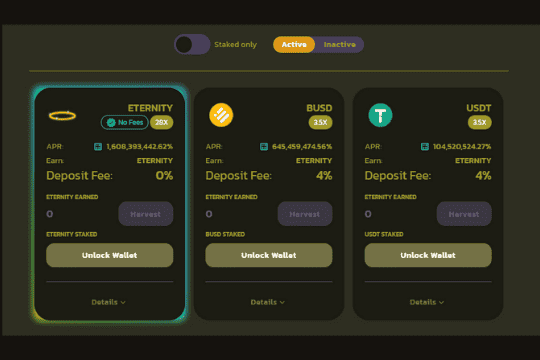 Staked only
Active Inactive
ETERNITY
No Fees 28X
APR: 1,608,393,442.62%
Earn: ETERNITY
Deposit Fee: 0%
ETERNITY EARNED
0 Harvest
ETERNITY STAKED
Unlock Wallet
Details
BUSD
3.5X
APR: 645,459,474.56%
Earn: ETERNITY
Deposit Fee: 4%
ETERNITY EARNED
0 Harvest
BUSD STAKED
Unlock Wallet
Details
USDT
3.5X
APR: 104,520,524.27%
Earn: ETERNITY
Deposit Fee: 4%
ETERNITY EARNED
0 Harvest
USDT STAKED
Unlock Wallet
Details